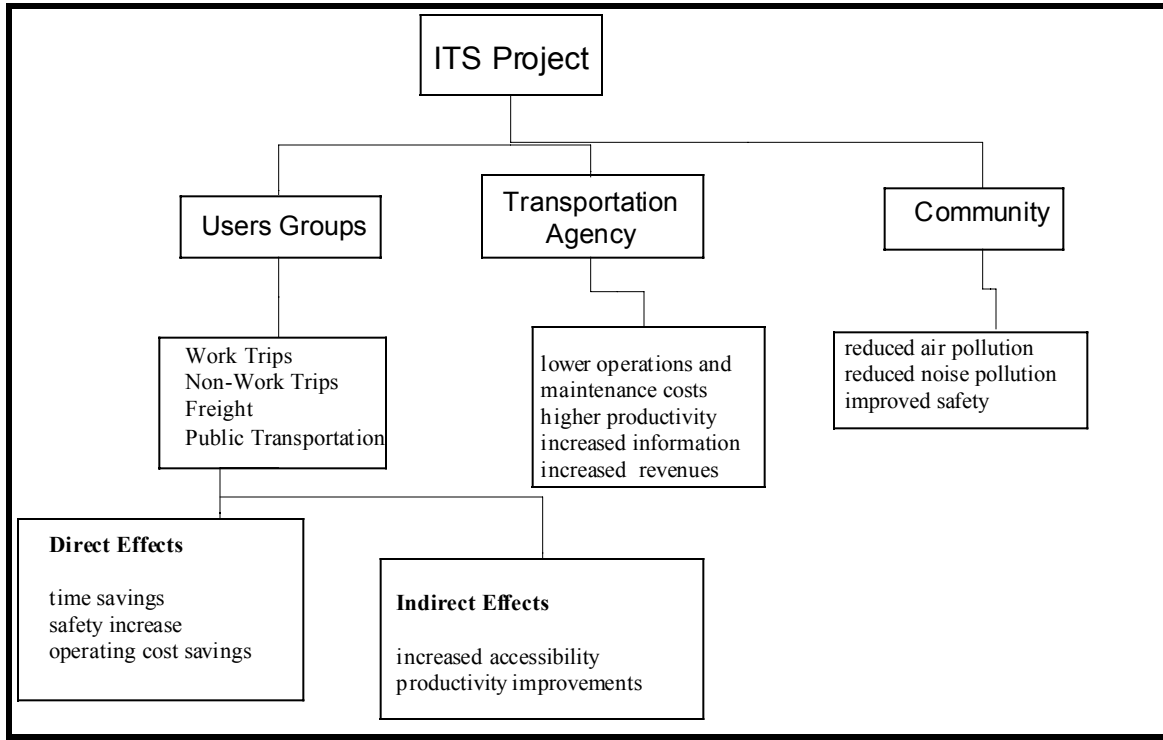 ITS Project
Users Groups
Transportation
Agency
Community
Work Trips
Non-Work Trips
Freight
Public Transportation
lower operations and
maintenance costs
higher productivity
increased information
increased revenues
reduced air pollution
reduced noise pollution
improved safety
Direct Effects
time savings
safety increase
operating cost savings
Indirect Effects
increased accessibility
productivity improvements